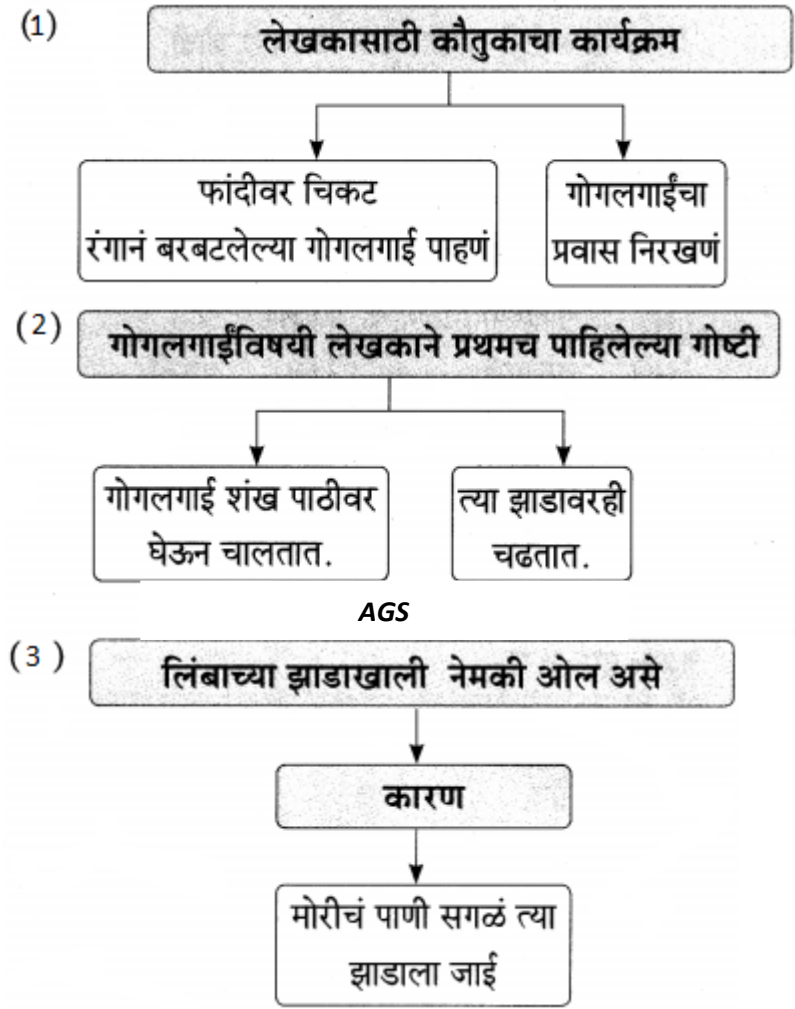 (1)
लेखकासाठी कौतुकाचा कार्यक्रम
फांदीवर चिकट
रंगानं बरबटलेल्या गोगलगाई पाहणं
गोगलगाईंचा
प्रवास निरखणं
(2)
गोगलगाईंविषयी लेखकाने प्रथमच पाहिलेल्या गोष्टी
गोगलगाई शंख पाठीवर
घेऊन चालतात.
त्या झाडावरही
चढतात.
AGS
(3 )
लिंबाच्या झाडाखाली नेमकी ओल असे
कारण
मोरीचं पाणी सगळं त्या
झाडाला जाई